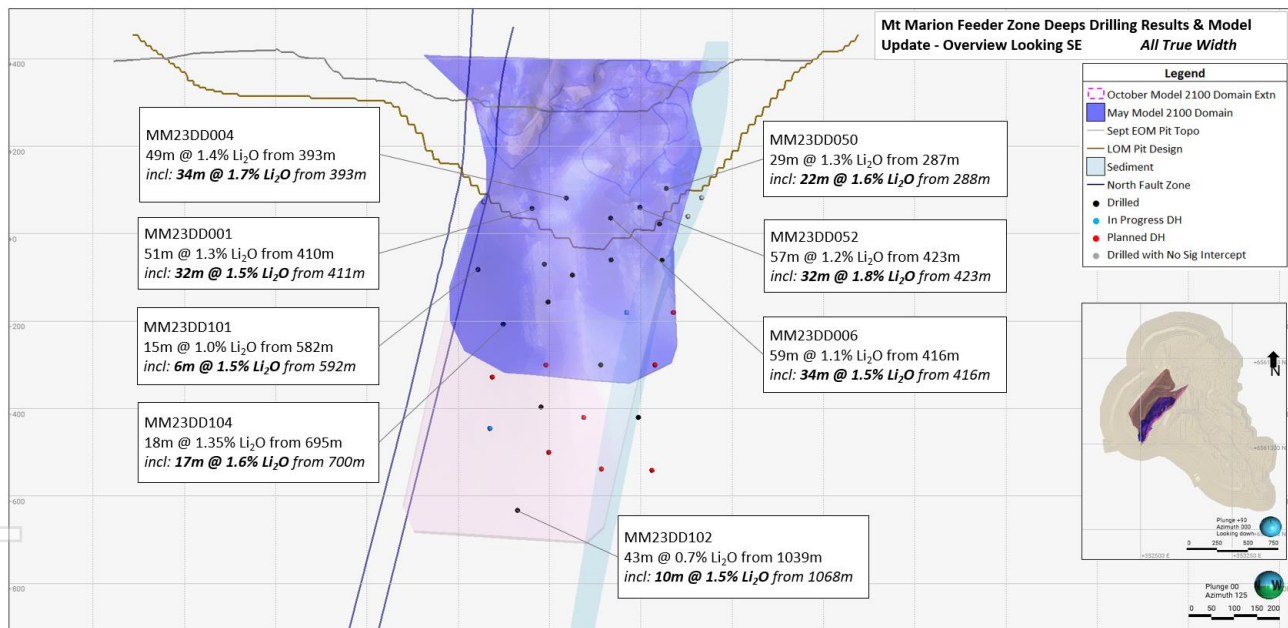 Mt Marion Feeder Zone Deeps Drilling Results & Model
Update - Overview Looking SE All True Width
Legend
October Model 2100 Domain Extn
May Model 2100 Domain
Sept EOM Pit Topo
LOM Pit Design
Sediment
North Fault Zone
Drilled
In Progress DH
Planned DH
Drilled with No Sig Intercept
+400
+200
+0
-200
-400
-600
-800
MM23DD004
49m @ 1.4% Li₂O from 393m
incl: 34m @ 1.7% Li₂O from 393m
MM23DD001
51m @ 1.3% Li₂O from 410m
incl: 32m @ 1.5% Li₂O from 411m
MM23DD101
15m @ 1.0% Li₂O from 582m
incl: 6m @ 1.5% Li₂O from 592m
MM23DD104
18m @ 1.35% Li₂O from 695m
incl: 17m @ 1.6% Li₂O from 700m
MM23DD050
29m @ 1.3% Li₂O from 287m
incl: 22m @ 1.6% Li₂O from 288m
MM23DD052
57m @ 1.2% Li₂O from 423m
incl: 32m @ 1.8% Li₂O from 423m
MM23DD006
59m @ 1.1% Li₂O from 416m
incl: 34m @ 1.5% Li₂O from 416m
MM23DD102
43m @ 0.7% Li₂O from 1039m
incl: 10m @ 1.5% Li₂O from 1068m
N
Plunge +90
Azimuth 000
Looking down
0 250 500 750
+352500 E +353250 E
Plunge 00
Azimuth 125
W
0 50 100 150 200